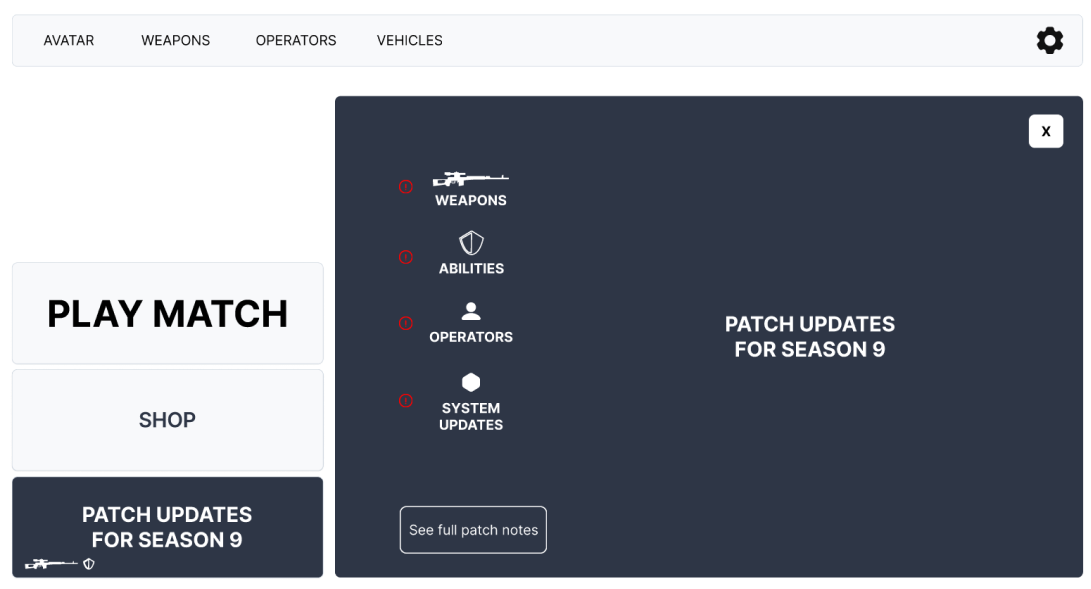 AVATAR WEAPONS OPERATORS VEHICLES
X
WEAPONS
ABILITIES
OPERATORS
SYSTEM
UPDATES
See full patch notes
PATCH UPDATES
FOR SEASON 9
PLAY MATCH
SHOP
PATCH UPDATES
FOR SEASON 9